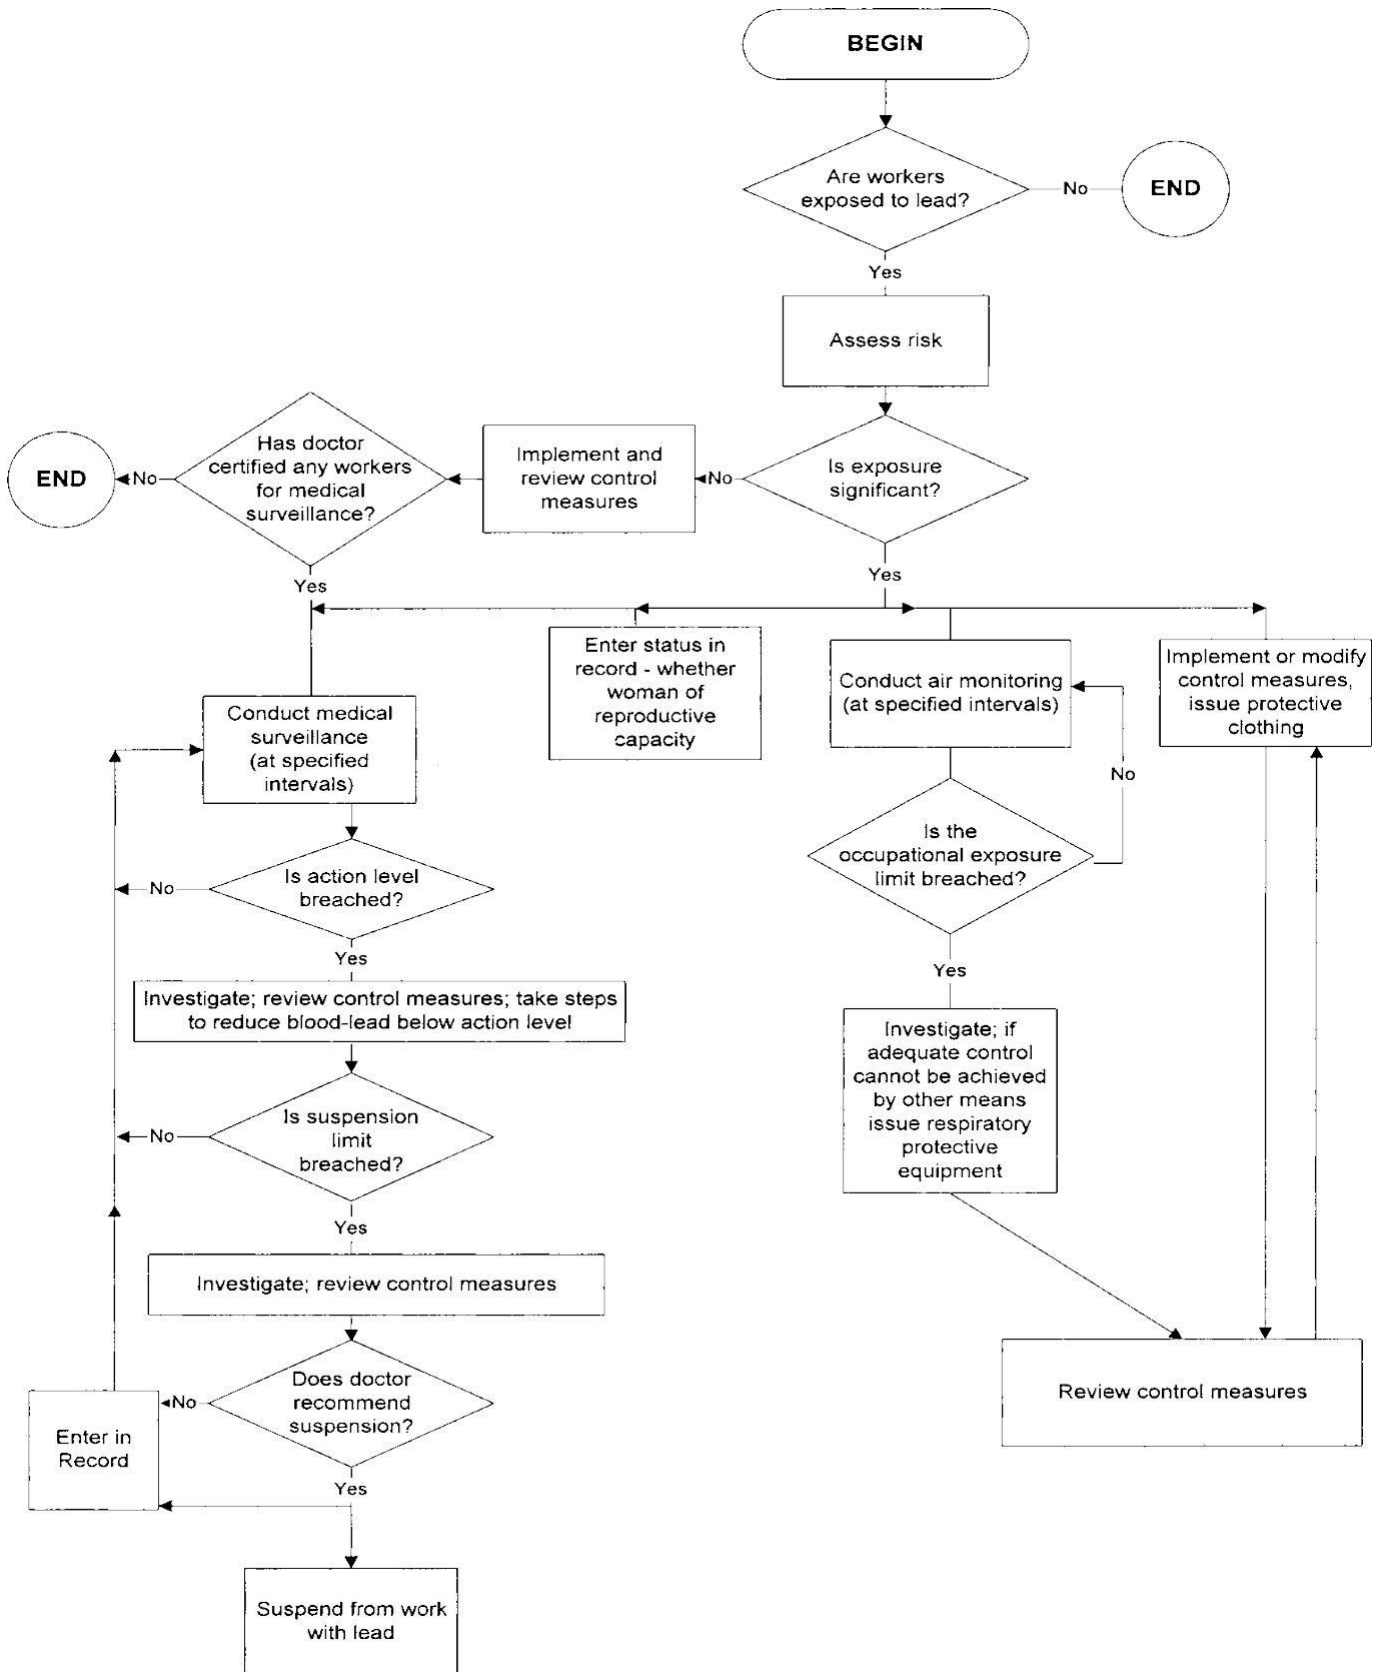 BEGIN
Are workers
exposed to lead?
No
END
Yes
Assess risk
Is exposure
significant?
No
Implement and
review control
measures
Has doctor
certified any workers
for medical
surveillance?
No
END
Yes
Yes
Enter status in
record - whether
woman of
reproductive
capacity
Conduct air monitoring
(at specified intervals)
Implement or modify
control measures,
issue protective
clothing
Conduct medical
surveillance
(at specified
intervals)
No
Is the
occupational exposure
limit breached?
Is action level
breached?
No
Yes
Yes
Investigate; review control measures; take steps
to reduce blood-lead below action level
Investigate; if
adequate control
cannot be achieved
by other means
issue respiratory
protective
equipment
Is suspension
limit
breached?
No
Yes
Investigate; review control measures
Does doctor
recommend
suspension?
No
Enter in
Record
Yes
Review control measures
Suspend from work
with lead